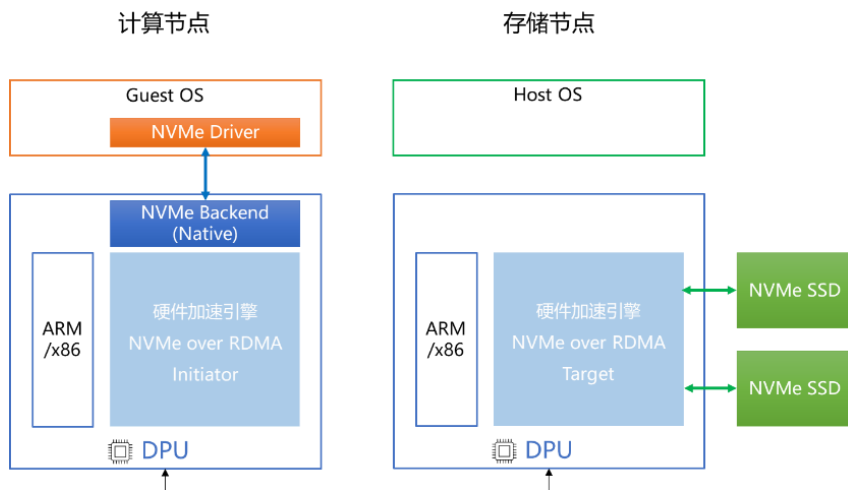 计算节点
存储节点
Guest OS
NVMe Driver
Host OS
NVMe Backend
(Native)
ARM
/x86
硬件加速引擎
NVMe over RDMA
Initiator
DPU
ARM
/x86
硬件加速引擎
NVMe over RDMA
Target
DPU
NVMe SSD
NVMe SSD